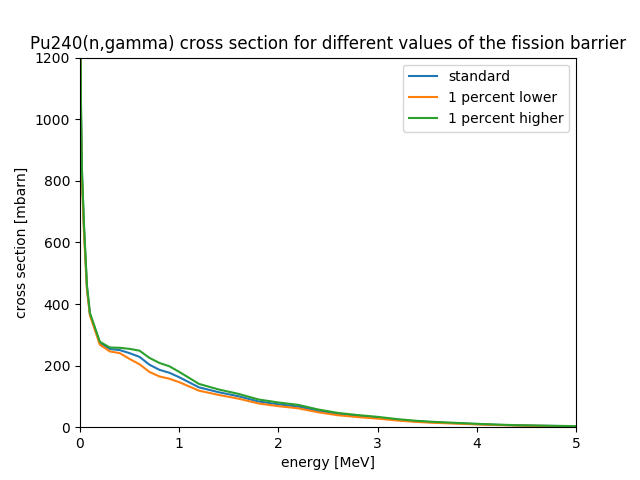 Pu240(n,gamma) cross section for different values of the fission barrier
standard
1 percent lower
1 percent higher
cross section [mbarn]
1200
1000
800
600
400
200
0
0 1 2 3 4 5
energy [MeV]